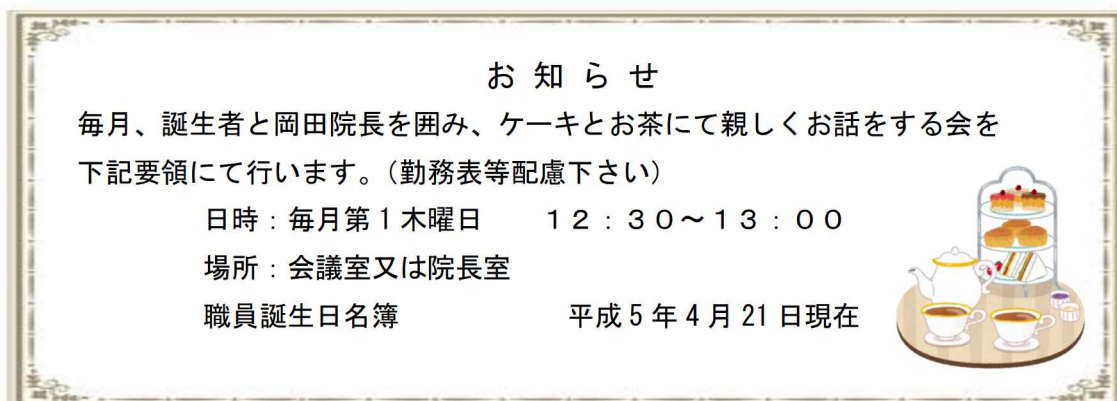 お 知 ら せ
毎月、誕生者と岡田院長を囲み、ケーキとお茶にて親しくお話をする会を
下記要領にて行います。（勤務表等配慮下さい）
日時：毎月第１木曜日　　１２：３０～１３：００
場所：会議室又は院長室
職員誕生日名簿　　　　　　平成５年４月 21 日現在